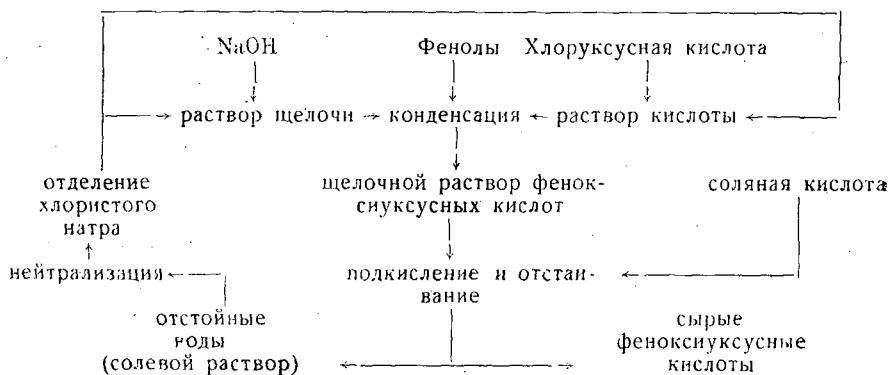 NaOH Фенолы Хлоруксусная кислота
раствор щелочи конденсация раствор кислоты
отделение
хлористого
натра
щелочной раствор фенок-
сиуксусных кислот
соляная кислота
нейтрализация
подкисление и отстаи-
вание
отстойные
воды
(солевой раствор)
сырые
феноксиуксусные
кислоты